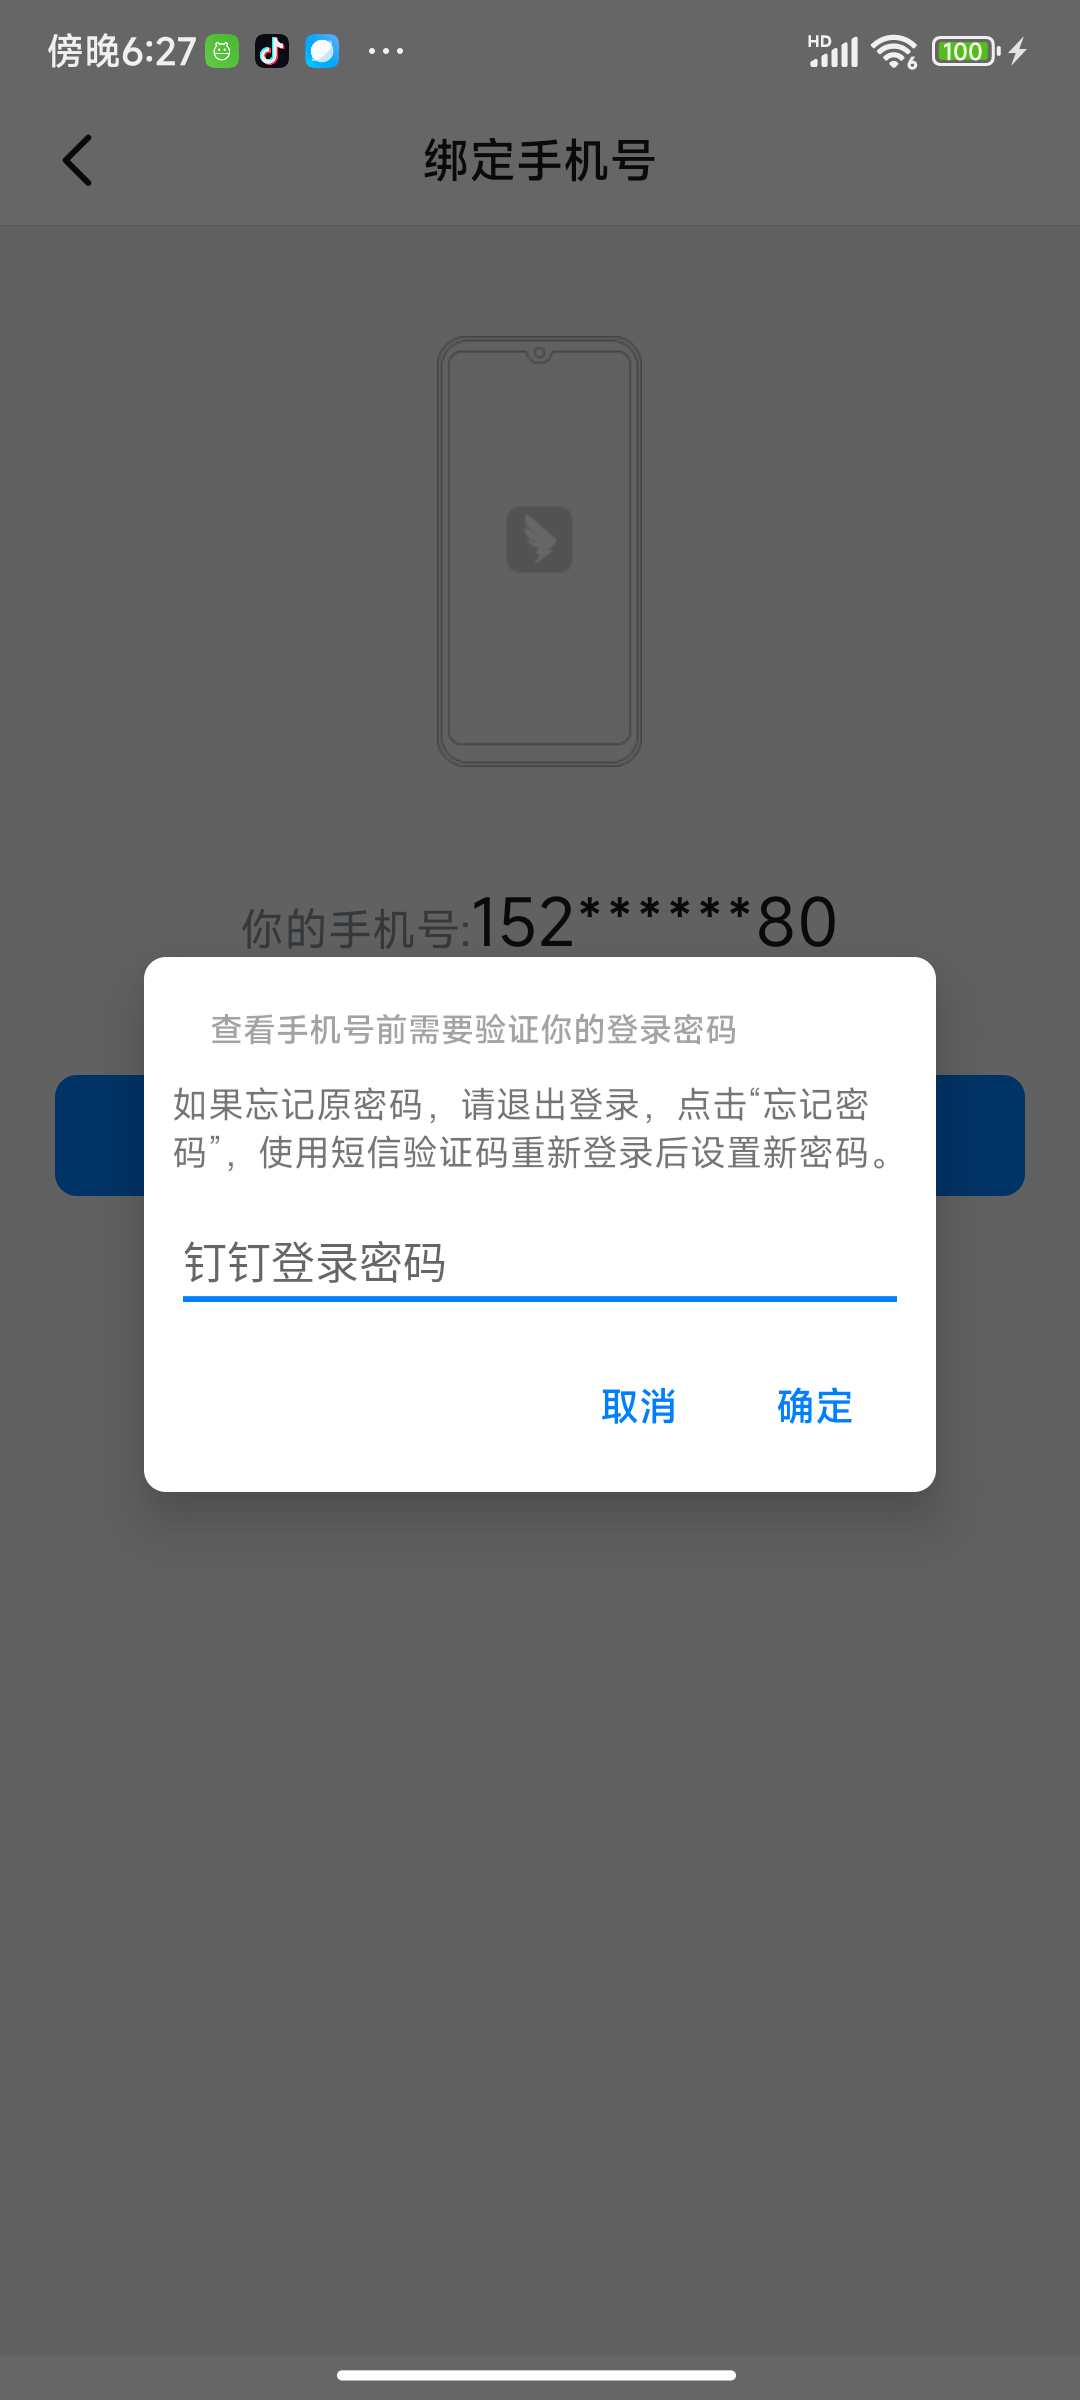 傍晚6:27
HD
6
100
绑定手机号
你的手机号:152******80
查看手机号前需要验证你的登录密码
如果忘记原密码，请退出登录，点击“忘记密
码”，使用短信验证码重新登录后设置新密码。
钉钉登录密码
取消
确定